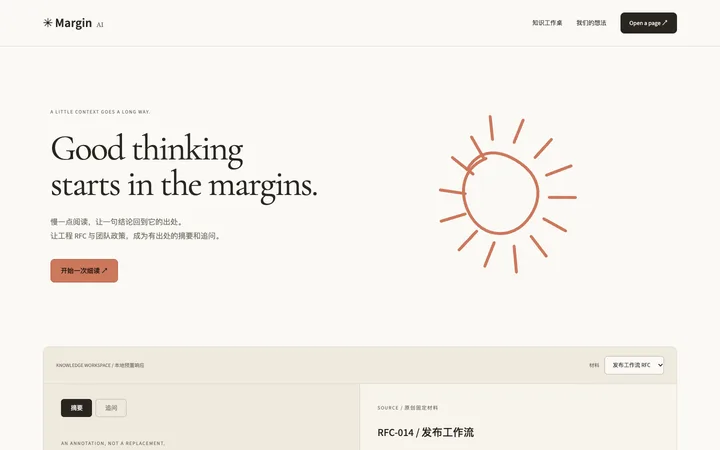 ✳ Margin AI
知识工作桌
我们的想法
Open a page ↗
A LITTLE CONTEXT GOES A LONG WAY.
Good thinking
starts in the margins.
慢一点阅读，让一句结论回到它的出处。
让工程 RFC 与团队政策，成为有出处的摘要和追问。
开始一次细读 ↗
KNOWLEDGE WORKSPACE / 本地预置响应
材料
发布工作流 RFC
摘要
追问
SOURCE / 原创固定材料
RFC-014 / 发布工作流
AN ANNOTATION, NOT A REPLACEMENT.